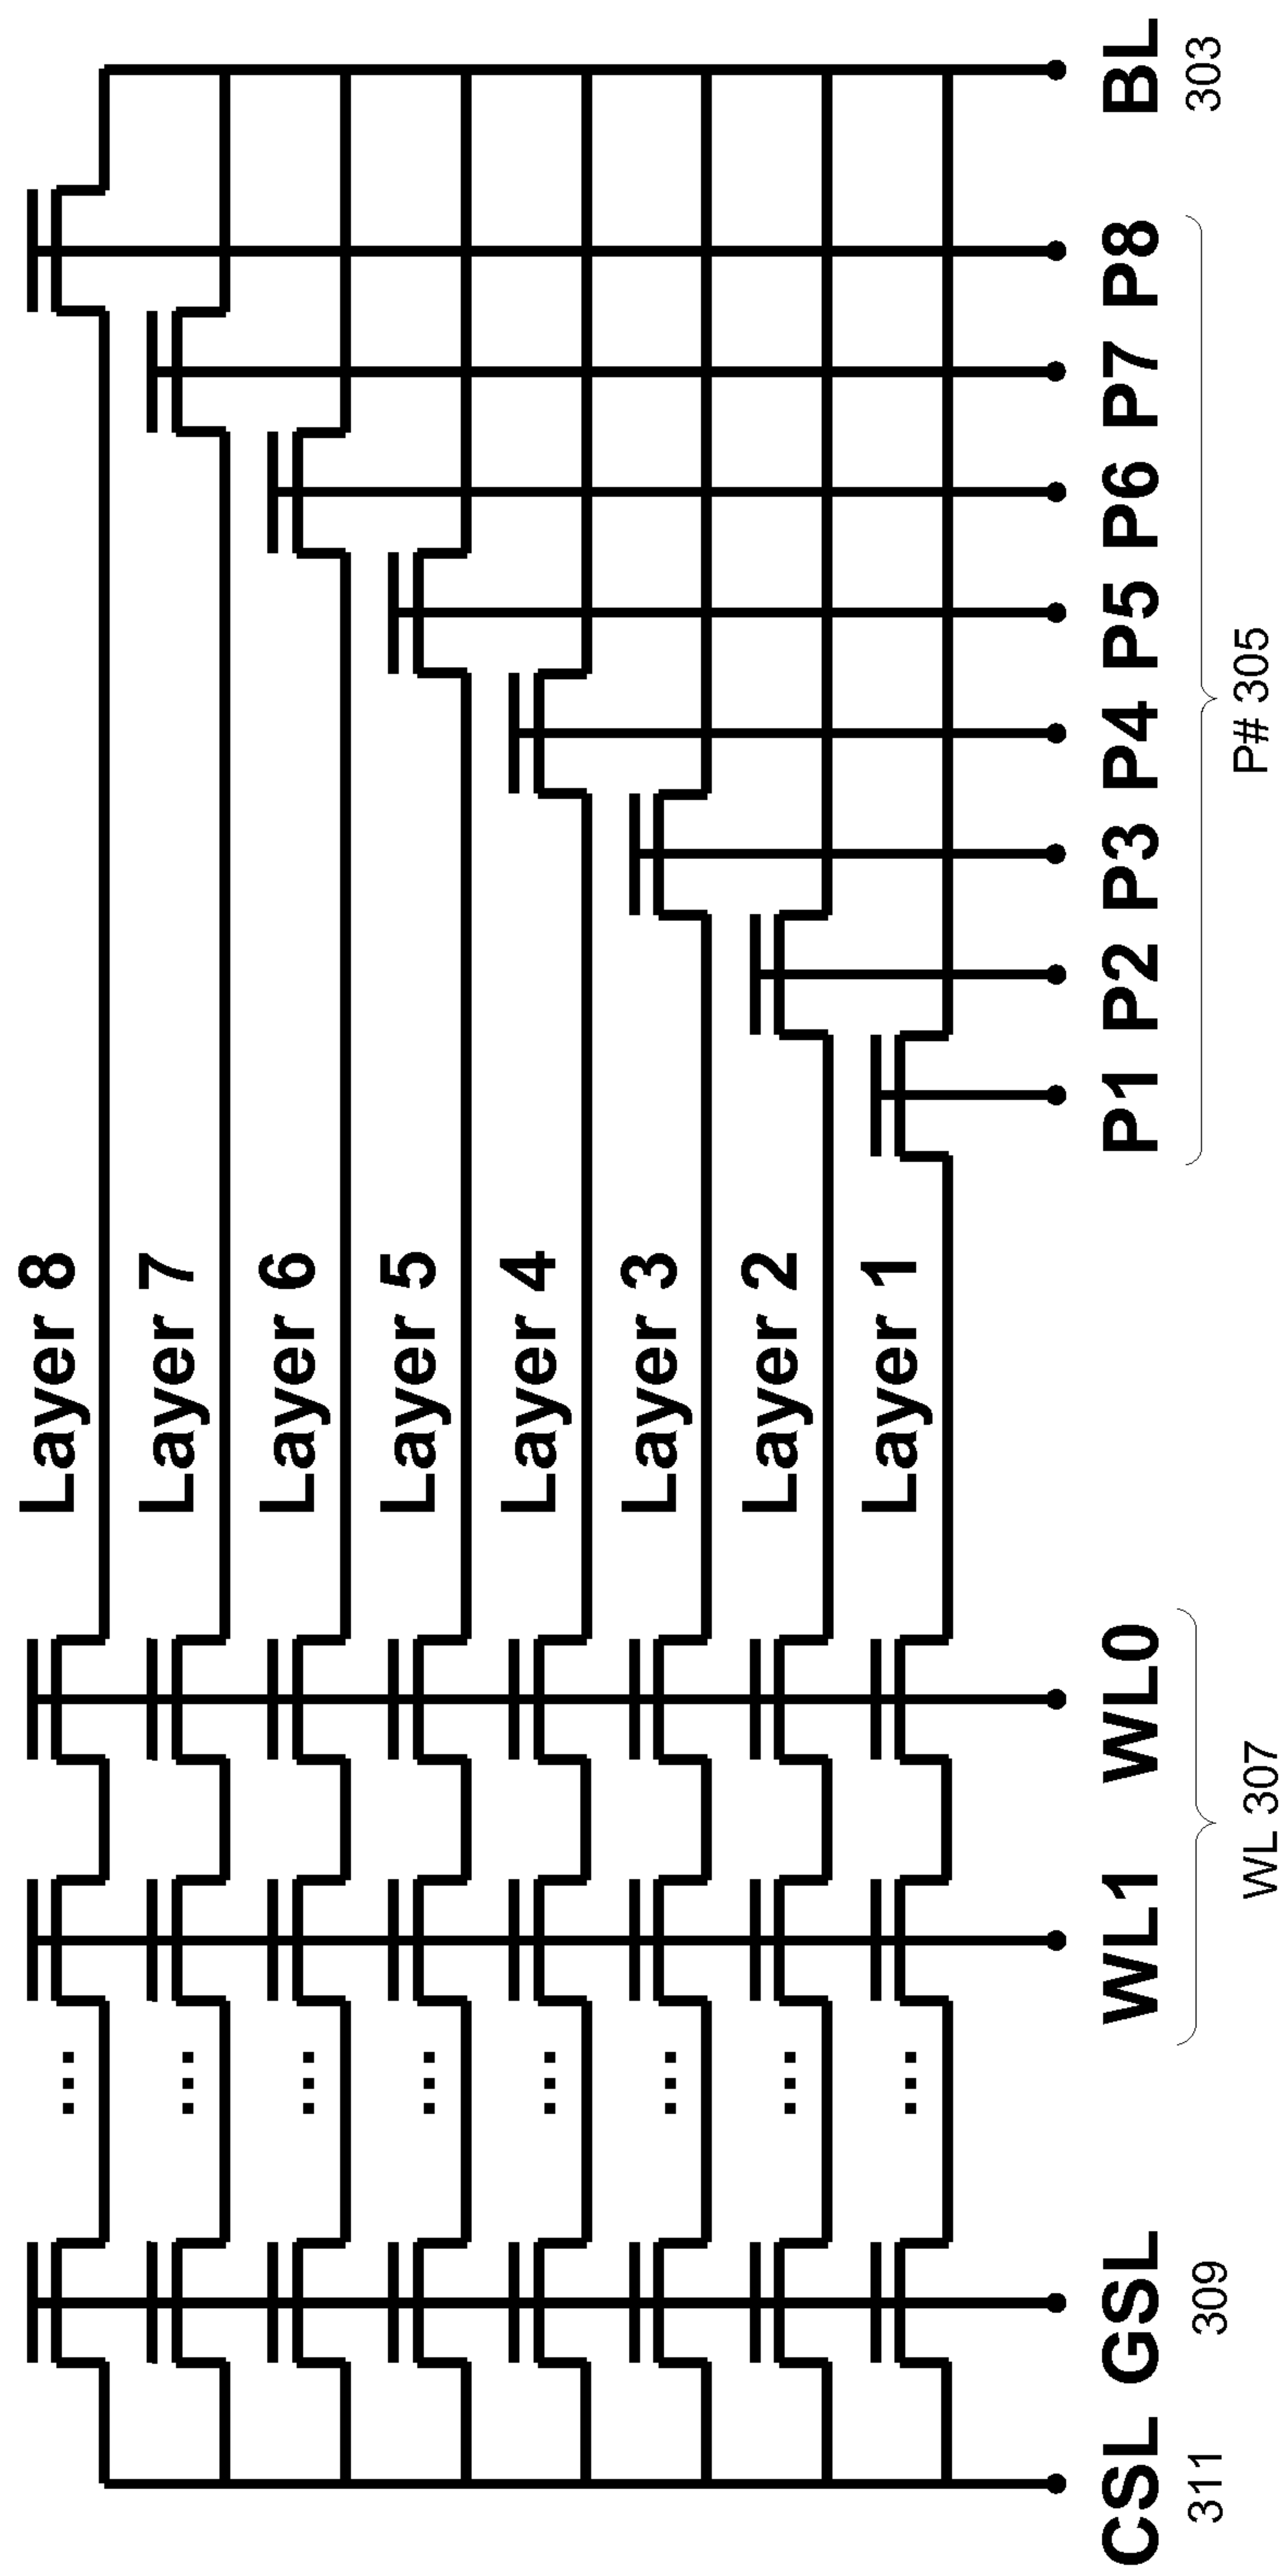 Layer 8
Layer 7
Layer 6
Layer 5
Layer 4
Layer 3
Layer 2
Layer 1
...
...
...
...
...
...
...
...
CSL GSL WL1 WL0 P1 P2 P3 P4 P5 P6 P7 P8 BL
311 309 303
WL 307 P# 305